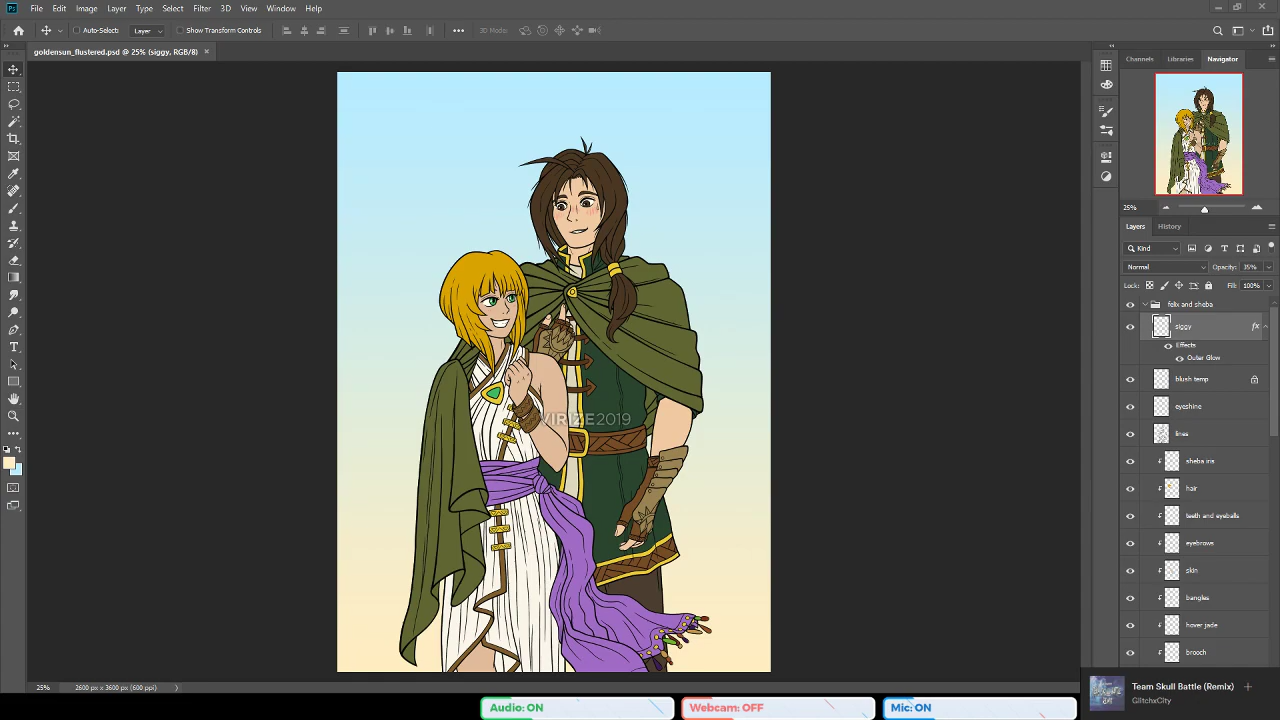 Ps File Edit Image Layer Type Select Filter 3D View Window Help
Auto-Select: Layer Show Transform Controls 3D Mode:
goldensun_flustered.psd @ 25% (siggy, RGB/8) ×
Channels Libraries Navigator
25%
Layers History
Kind
Normal Opacity: 35%
Lock: Fill: 100%
felix and sheba
siggy fx
Effects
Outer Glow
blush temp
eyeshine
lines
sheba iris
hair
teeth and eyeballs
eyebrows
skin
bangles
hover jade
brooch
VIRIZE2019
25% 2600 px x 3600 px (600 ppi)
Team Skull Battle (Remix)
GlitchxCity
Audio: ON Webcam: OFF Mic: ON